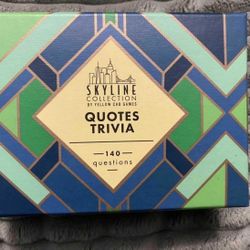 SKYLINE
COLLECTION
BY YELLOW CAB GAMES
QUOTES
TRIVIA
140
questions